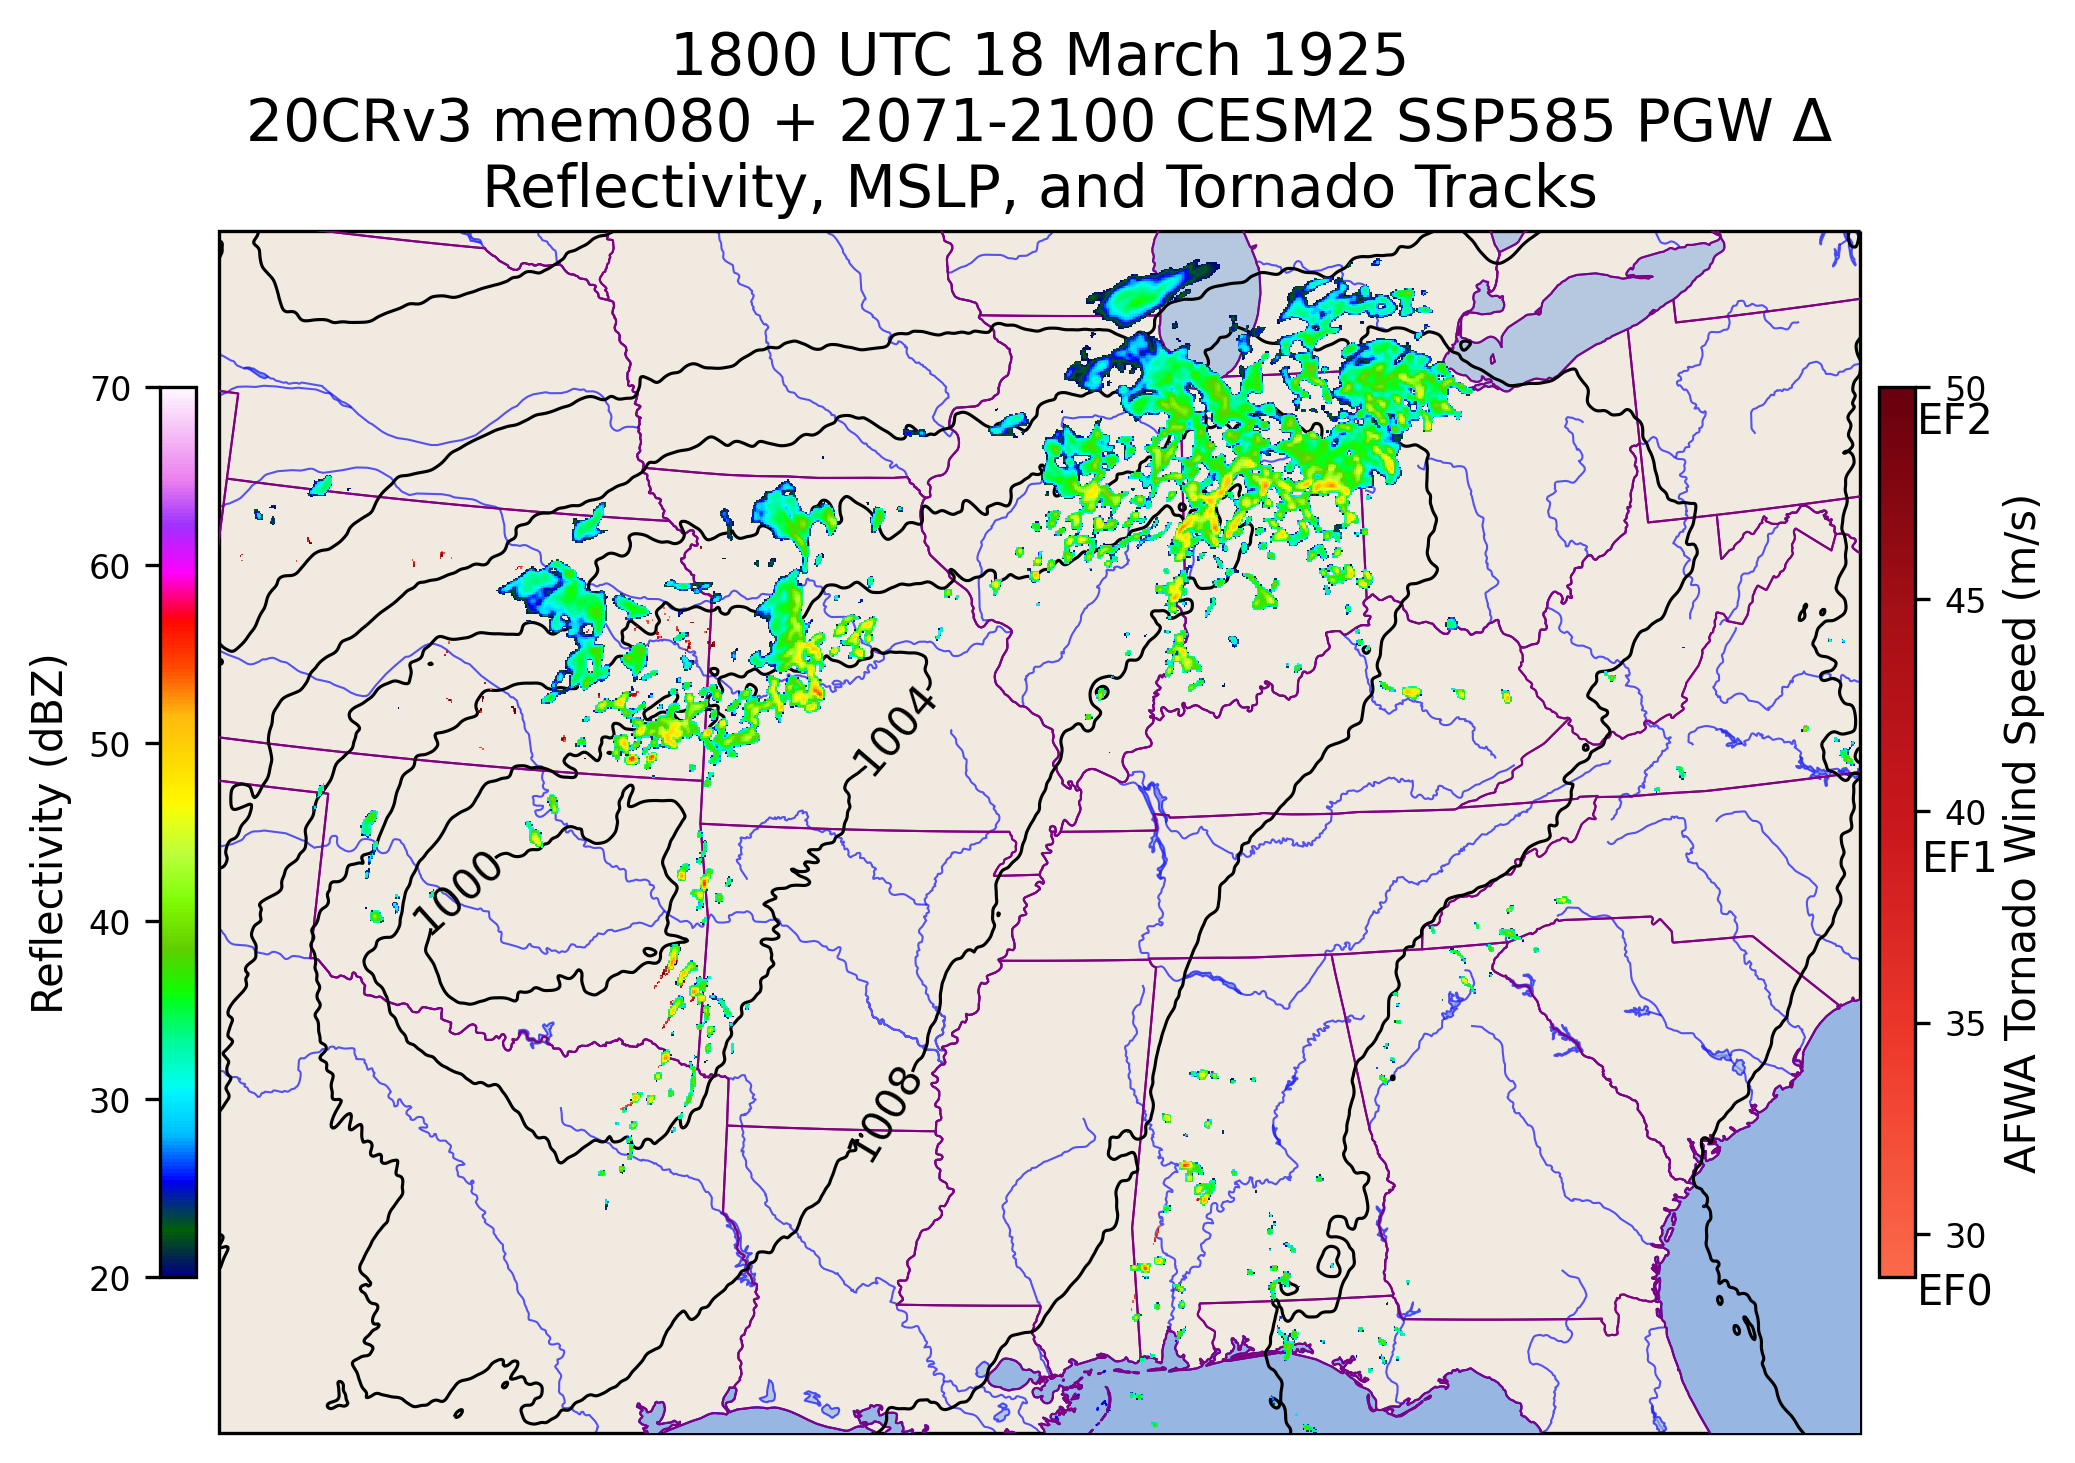 1800 UTC 18 March 1925
20CRv3 mem080 + 2071-2100 CESM2 SSP585 PGW Δ
Reflectivity, MSLP, and Tornado Tracks
Reflectivity (dBZ)
70
60
50
40
30
20
1004
1000
1008
50
EF2
45
40
EF1
35
30
EF0
AFWA Tornado Wind Speed (m/s)